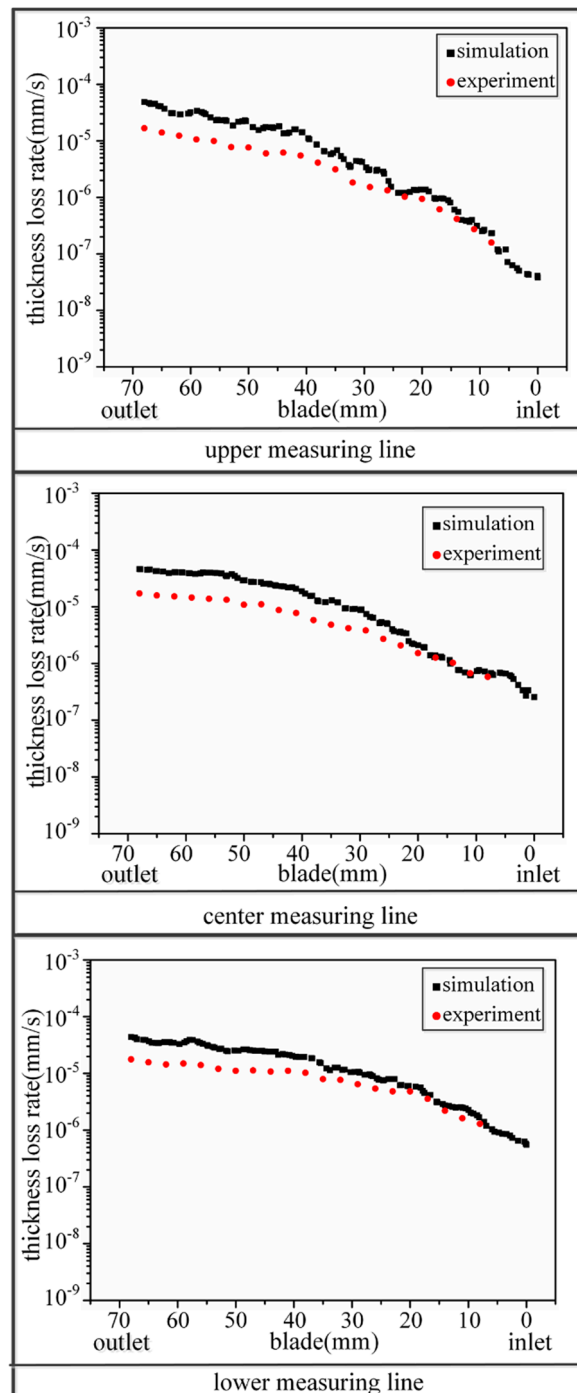 10⁻³
simulation
experiment
10⁻⁴
10⁻⁵
10⁻⁶
10⁻⁷
10⁻⁸
10⁻⁹
thickness loss rate(mm/s)
70 60 50 40 30 20 10 0
outlet blade(mm) inlet
upper measuring line
10⁻³
simulation
experiment
10⁻⁴
10⁻⁵
10⁻⁶
10⁻⁷
10⁻⁸
10⁻⁹
thickness loss rate(mm/s)
70 60 50 40 30 20 10 0
outlet blade(mm) inlet
center measuring line
10⁻³
simulation
experiment
10⁻⁴
10⁻⁵
10⁻⁶
10⁻⁷
10⁻⁸
10⁻⁹
thickness loss rate(mm/s)
70 60 50 40 30 20 10 0
outlet blade(mm) inlet
lower measuring line